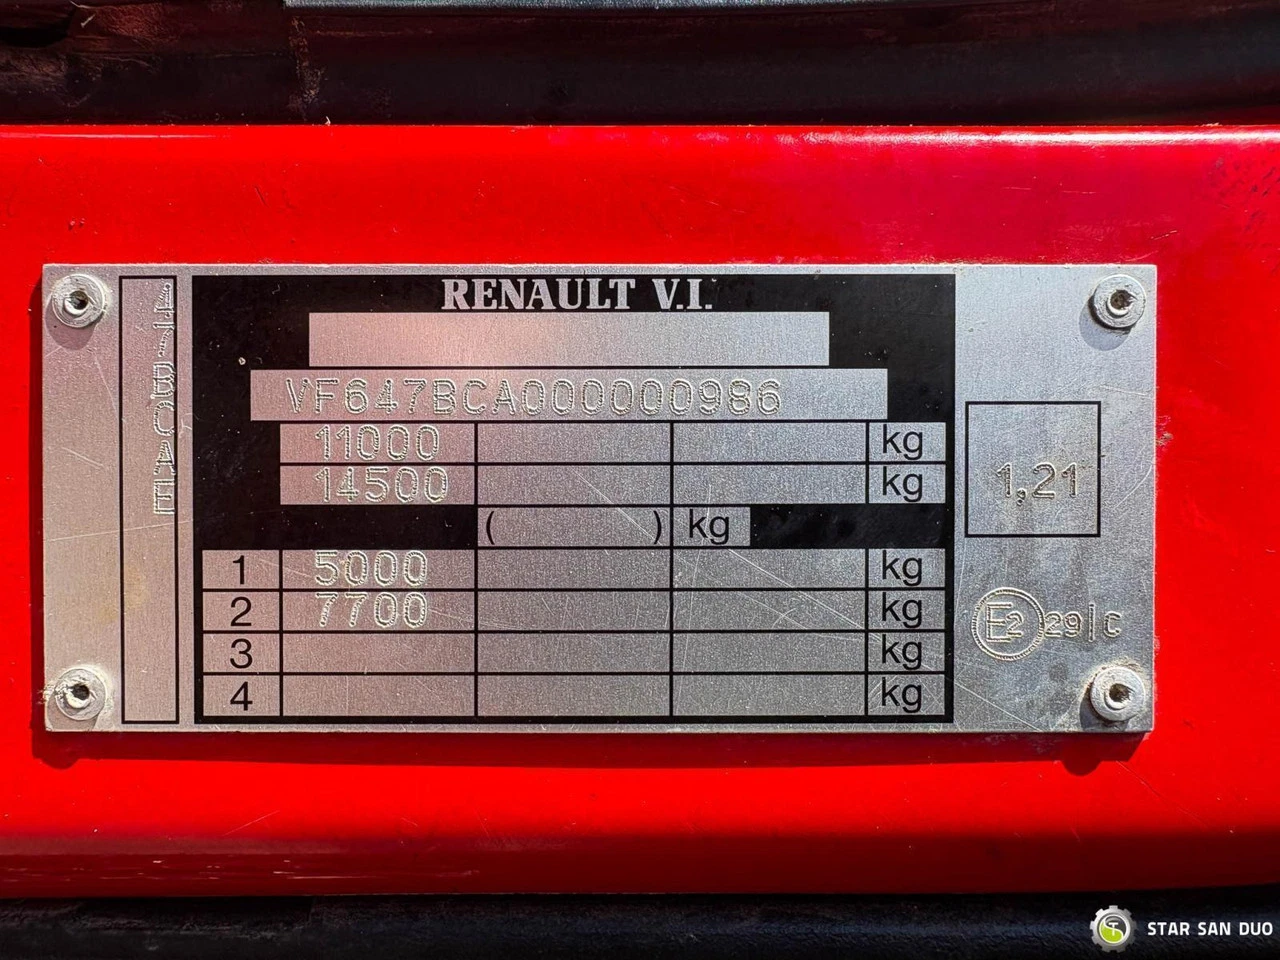 RENAULT V.I.
VF647BCA000000986
11000 kg
14500 kg
( ) kg
1 5000 kg
2 7700 kg
3 kg
4 kg
1,21
E2 29|C
STAR SAN DUO